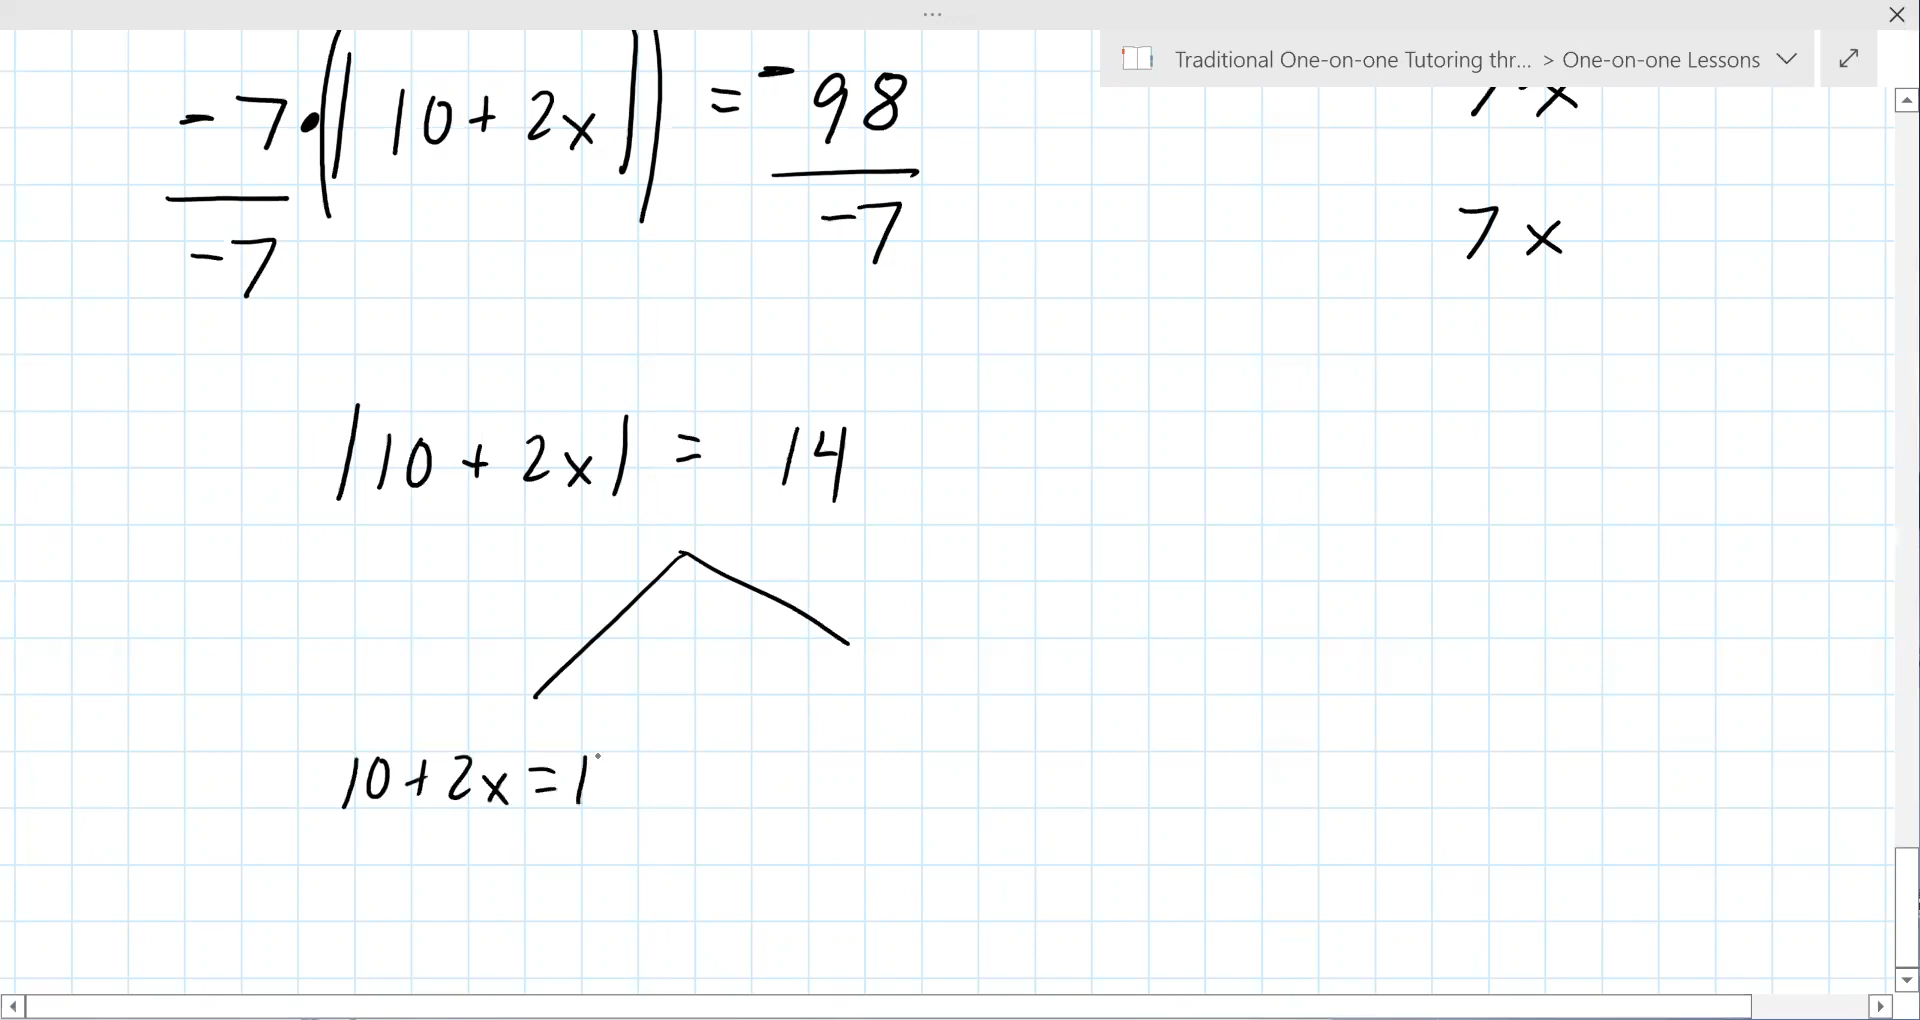 ...
Traditional One-on-one Tutoring thr... > One-on-one Lessons
-7•(|10+2x|) = -98
-7 -7
7·x
7x
|10 + 2x| = 14
10+2x=1